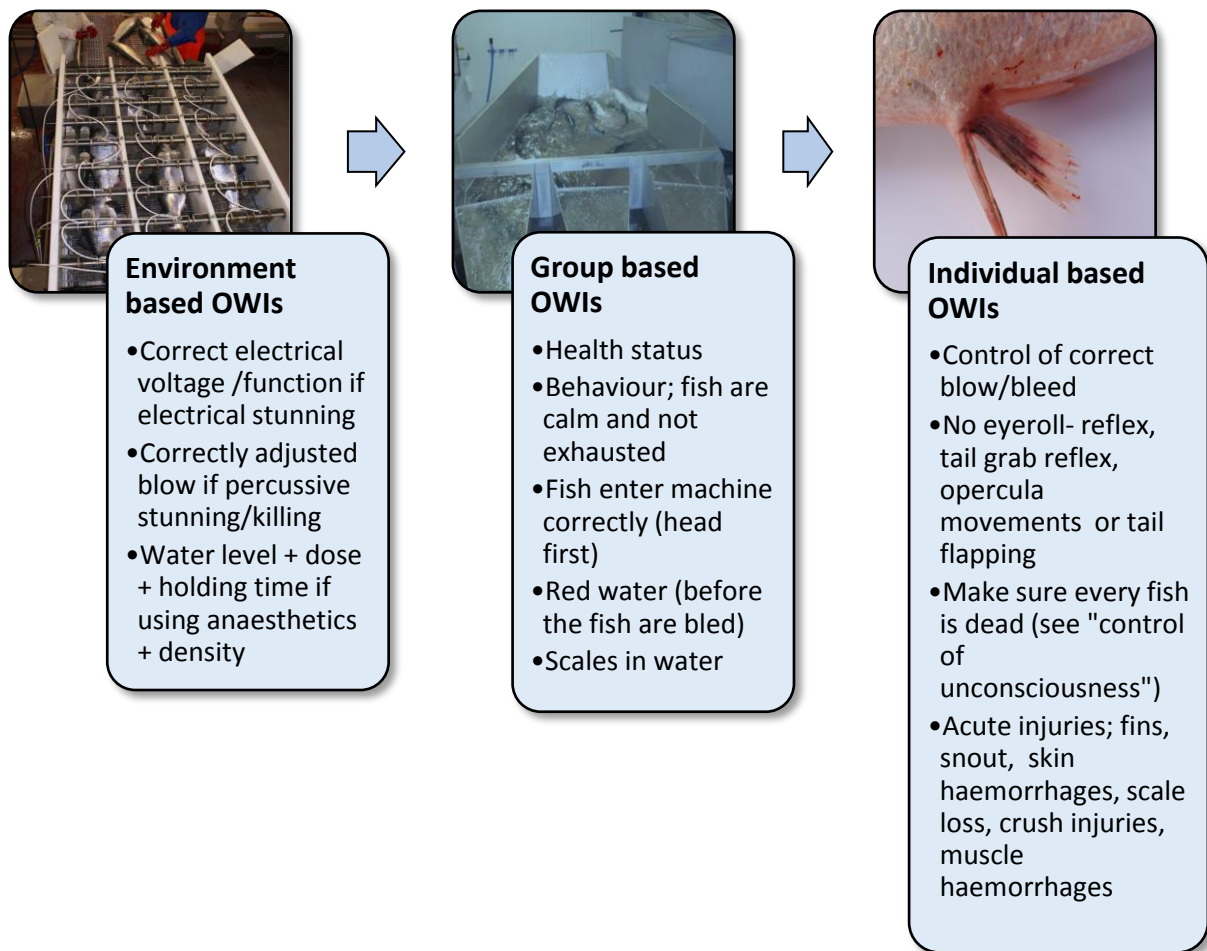 Environment
based OWIs
•Correct electrical
voltage /function if
electrical stunning
•Correctly adjusted
blow if percussive
stunning/killing
•Water level + dose
+ holding time if
using anaesthetics
+ density
Group based
OWIs
•Health status
•Behaviour; fish are
calm and not
exhausted
•Fish enter machine
correctly (head
first)
•Red water (before
the fish are bled)
•Scales in water
Individual based
OWIs
•Control of correct
blow/bleed
•No eyeroll- reflex,
tail grab reflex,
opercula
movements or tail
flapping
•Make sure every fish
is dead (see "control
of
unconsciousness")
•Acute injuries; fins,
snout, skin
haemorrhages, scale
loss, crush injuries,
muscle
haemorrhages